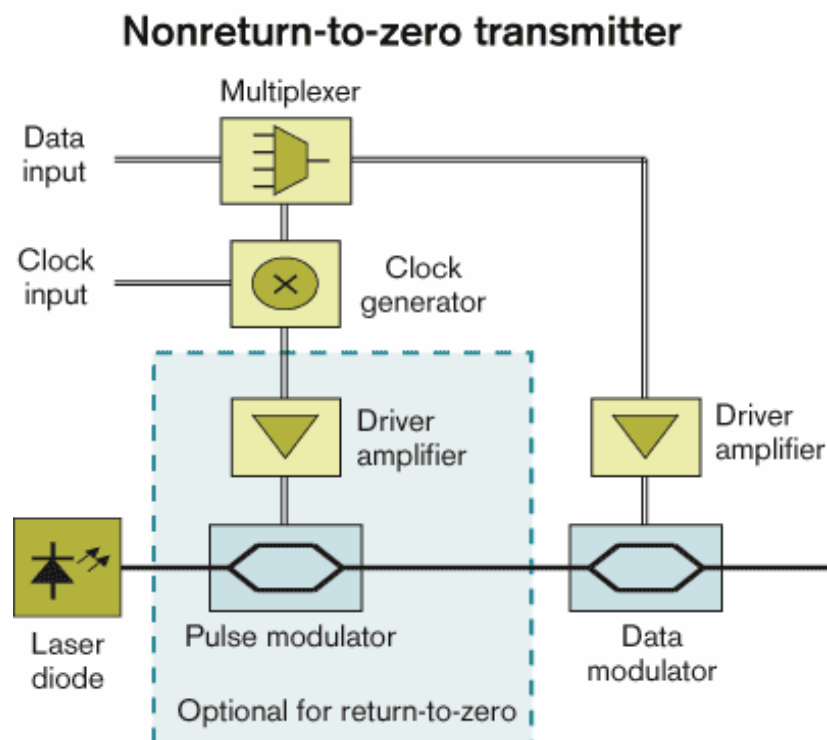 Nonreturn-to-zero transmitter
Multiplexer
Data
input
Clock
input
Clock
generator
Driver
amplifier
Driver
amplifier
Laser
diode
Pulse modulator
Data
modulator
Optional for return-to-zero